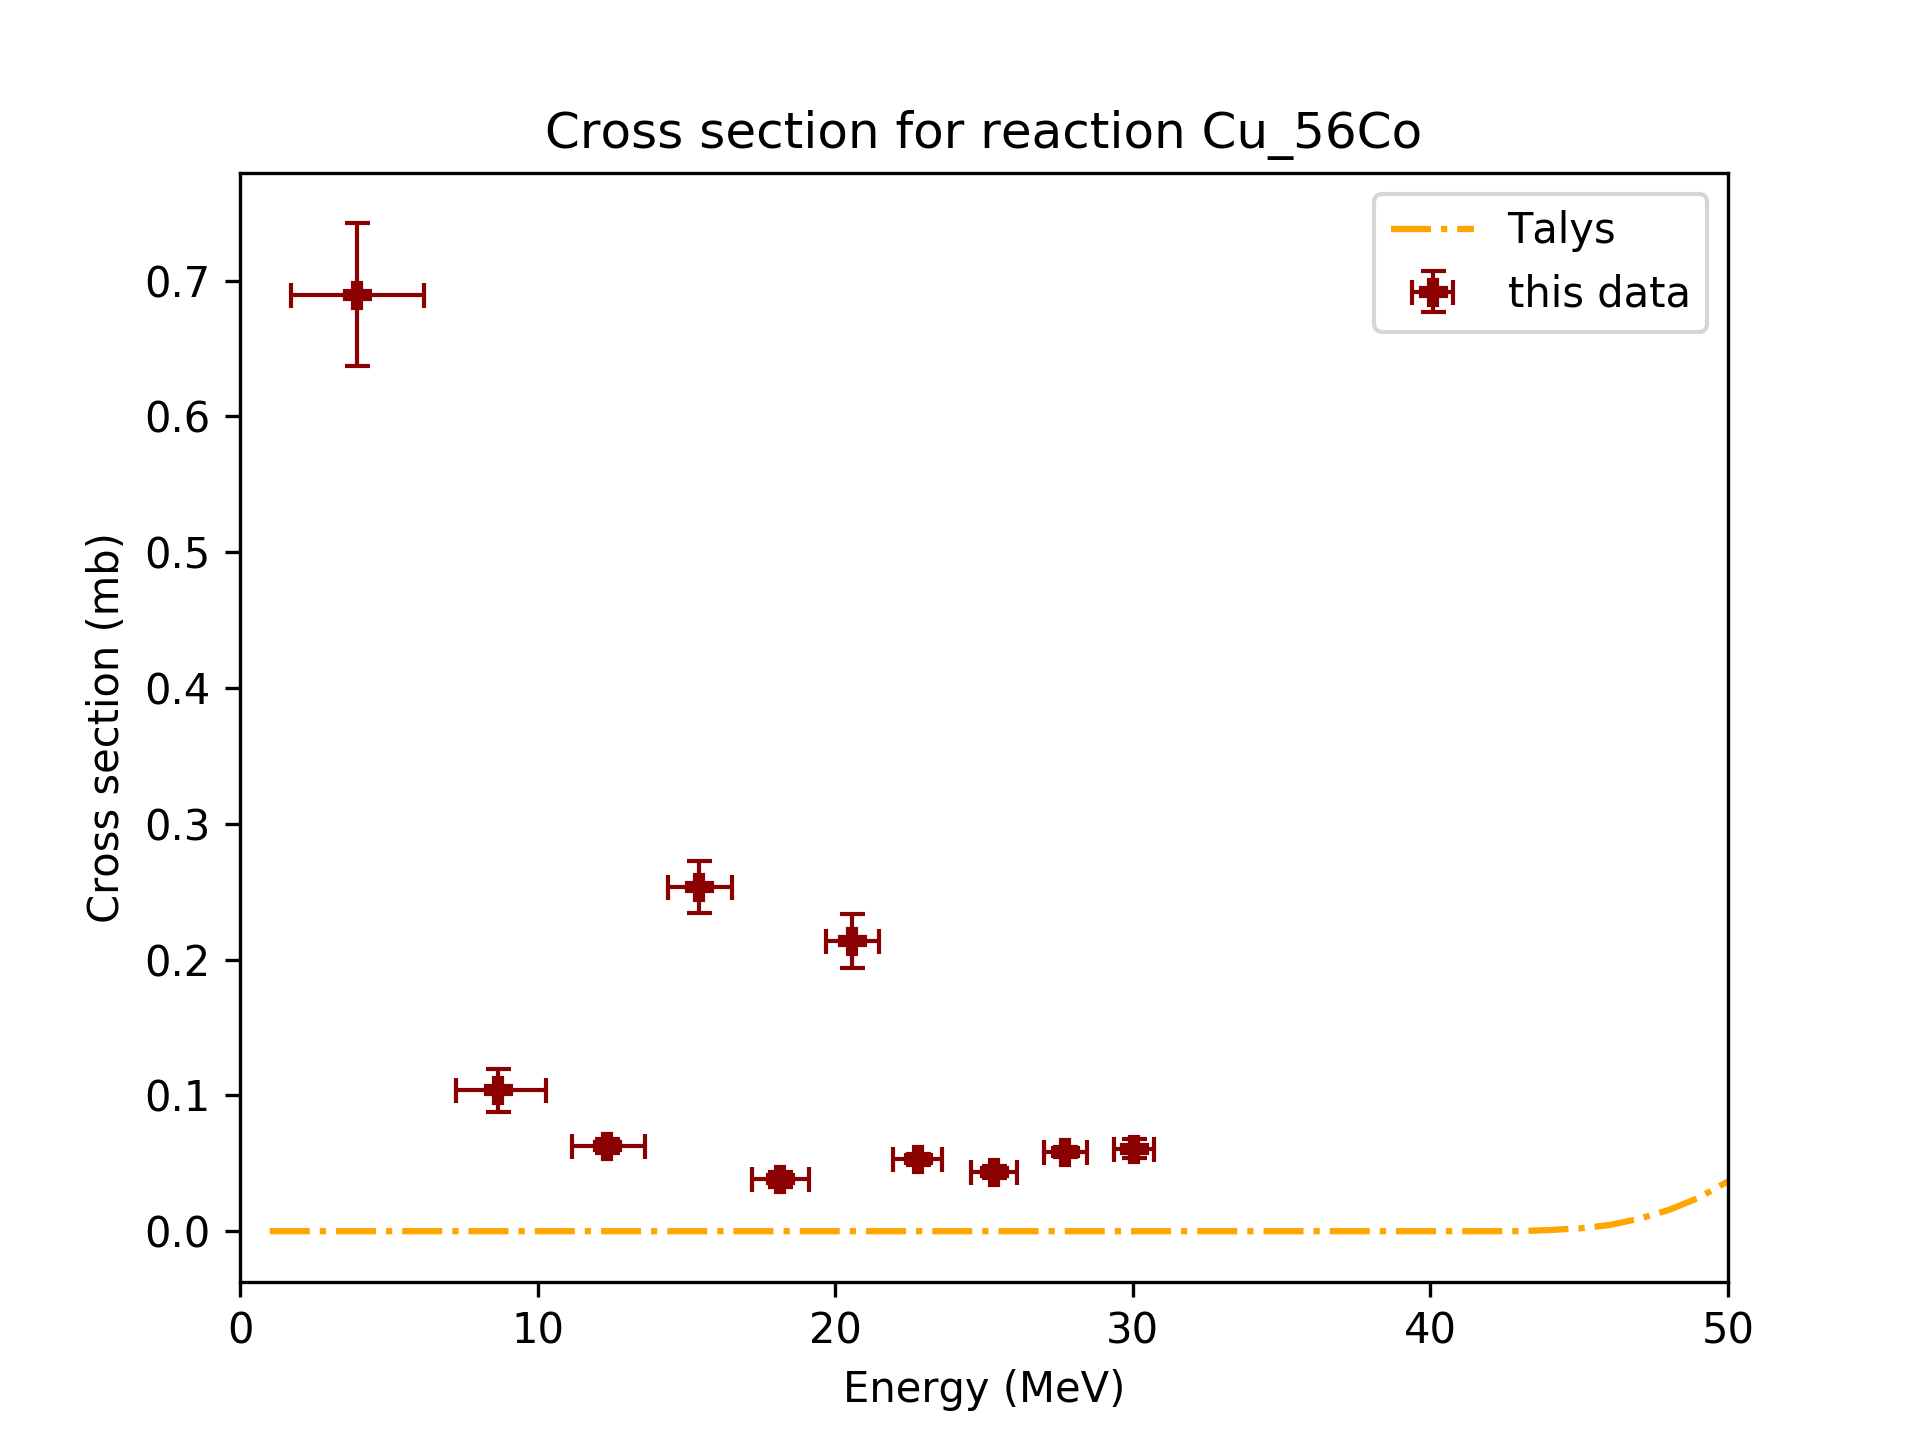 Cross section for reaction Cu_56Co
Talys
this data
Cross section (mb)
0.7
0.6
0.5
0.4
0.3
0.2
0.1
0.0
0 10 20 30 40 50
Energy (MeV)